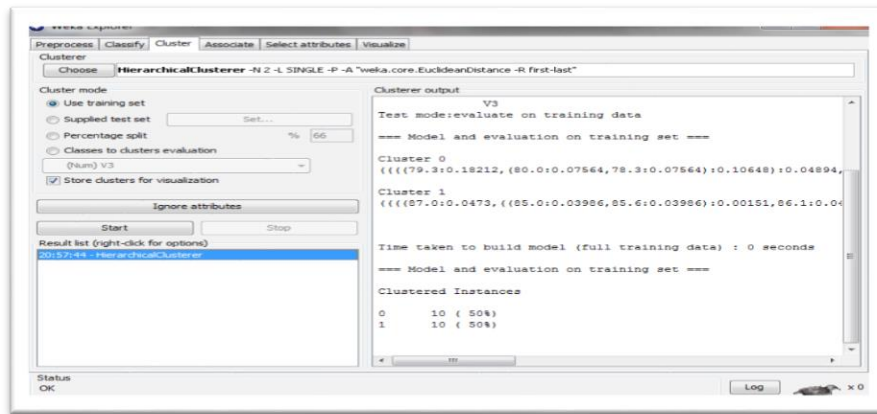 Weka Explorer
Preprocess Classify Cluster Associate Select attributes Visualize
Clusterer
Choose HierarchicalClusterer -N 2 -L SINGLE -P -A "weka.core.EuclideanDistance -R first-last"
Cluster mode
Use training set
Supplied test set Set...
Percentage split % 66
Classes to clusters evaluation
(Num) V3
Store clusters for visualization
Ignore attributes
Start Stop
Result list (right-click for options)
20:57:44 - HierarchicalClusterer
Clusterer output
V3
Test mode:evaluate on training data
=== Model and evaluation on training set ===
Cluster 0
((((79.3:0.18212,(80.0:0.07564,78.3:0.07564):0.10648):0.04894,
Cluster 1
((((87.0:0.0473,((85.0:0.03986,85.6:0.03986):0.00151,86.1:0.04
Time taken to build model (full training data) : 0 seconds
=== Model and evaluation on training set ===
Clustered Instances
0 10 ( 50%)
1 10 ( 50%)
Status
OK
Log x 0